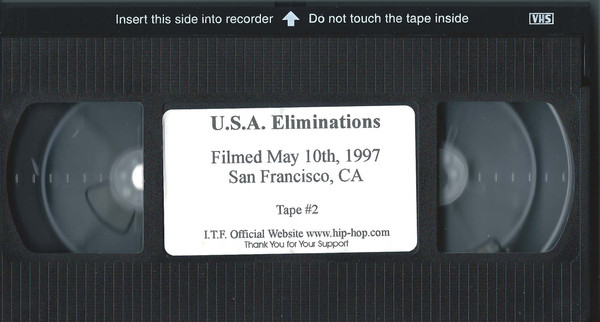 Insert this side into recorder Do not touch the tape inside VHS
U.S.A. Eliminations
Filmed May 10th, 1997
San Francisco, CA
Tape #2
I.T.F. Official Website www.hip-hop.com
Thank You for Your Support